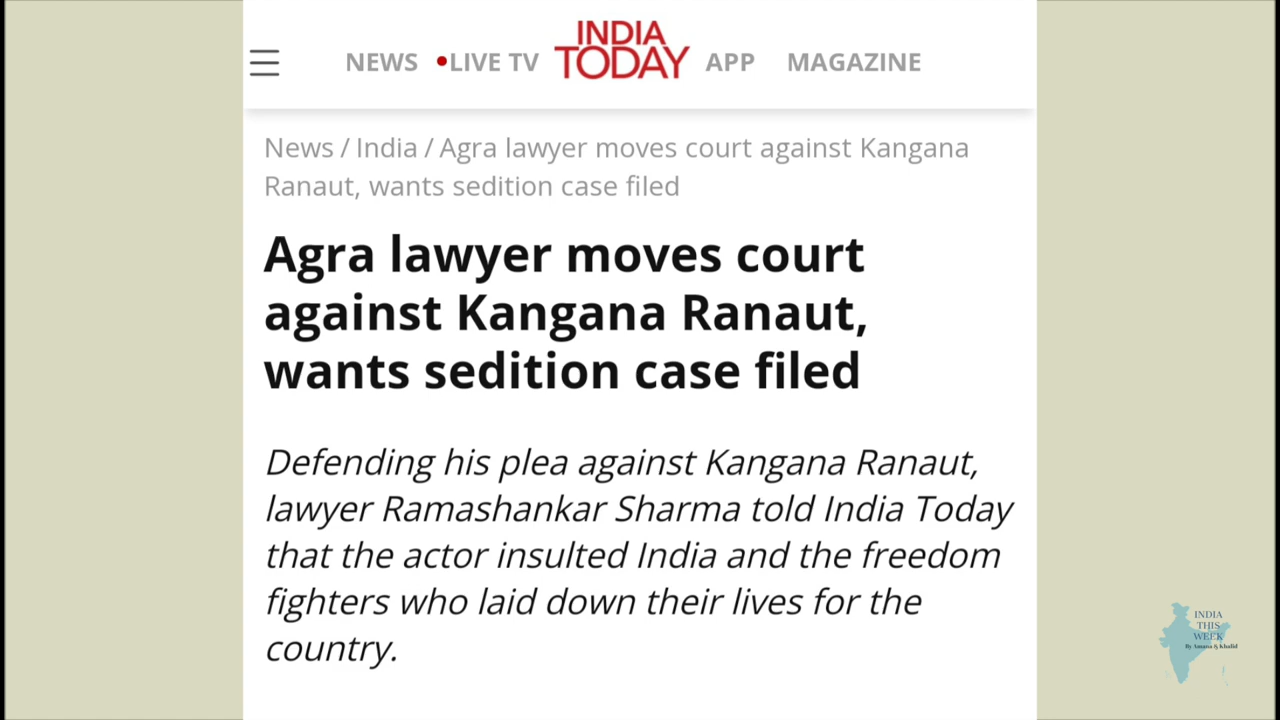 NEWS •LIVE TV INDIA TODAY APP MAGAZINE
News / India / Agra lawyer moves court against Kangana
Ranaut, wants sedition case filed
Agra lawyer moves court
against Kangana Ranaut,
wants sedition case filed
Defending his plea against Kangana Ranaut,
lawyer Ramashankar Sharma told India Today
that the actor insulted India and the freedom
fighters who laid down their lives for the
country.
INDIA
THIS
WEEK
By Amana & Khalid